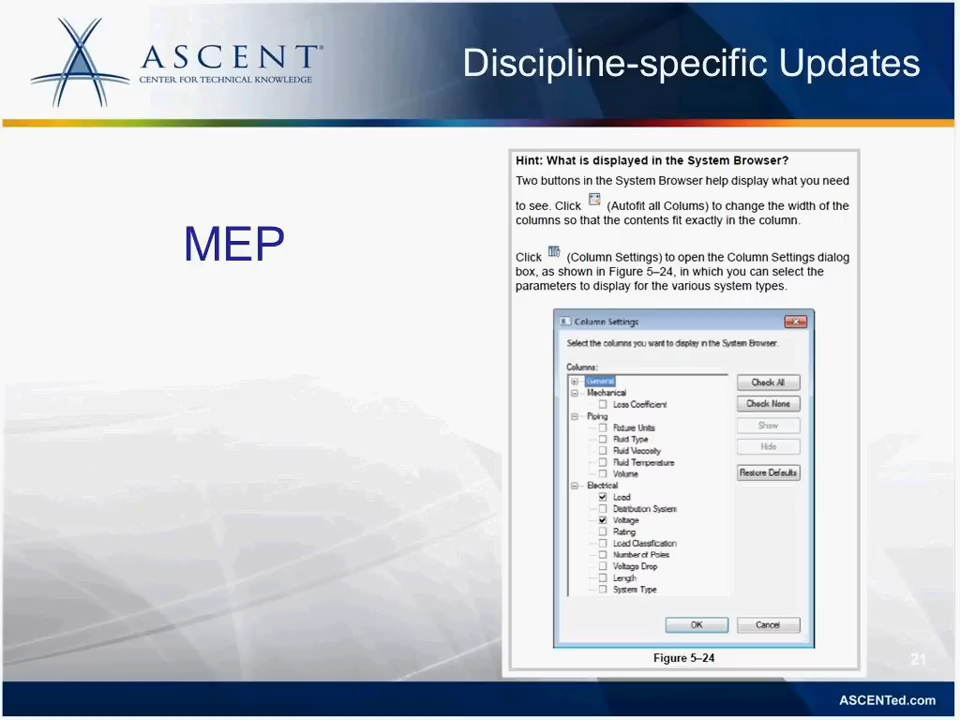 ASCENT®
CENTER FOR TECHNICAL KNOWLEDGE
Discipline-specific Updates
MEP
Hint: What is displayed in the System Browser?
Two buttons in the System Browser help display what you need
to see. Click (Autofit all Colums) to change the width of the
columns so that the contents fit exactly in the column.
Click (Column Settings) to open the Column Settings dialog
box, as shown in Figure 5–24, in which you can select the
parameters to display for the various system types.
Column Settings
Select the columns you want to display in the System Browser.
Columns:
General
Mechanical
Loss Coefficient
Piping
Fixture Units
Fluid Type
Fluid Viscosity
Fluid Temperature
Volume
Electrical
Load
Distribution System
Voltage
Rating
Load Classification
Number of Poles
Voltage Drop
Length
System Type
Check All
Check None
Show
Hide
Restore Defaults
OK
Cancel
Figure 5–24
21
ASCENTed.com